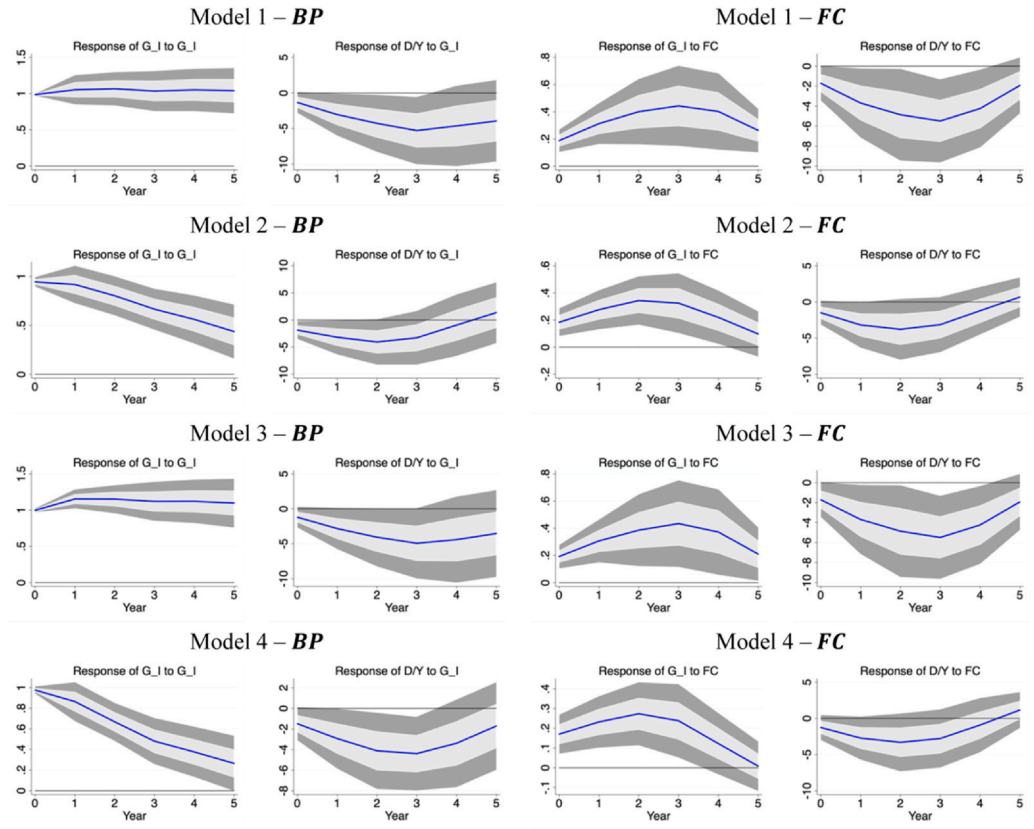 Model 1 – BP
Model 1 – FC
Response of G_I to G_I
Response of D/Y to G_I
Response of G_I to FC
Response of D/Y to FC
0 .5 1 1.5
-10 -5 0 5
0 .2 .4 .6 .8
-10 -8 -6 -4 -2 0
0 1 2 3 4 5
0 1 2 3 4 5
0 1 2 3 4 5
0 1 2 3 4 5
Year
Year
Year
Year
Model 2 – BP
Model 2 – FC
Response of G_I to G_I
Response of D/Y to G_I
Response of G_I to FC
Response of D/Y to FC
0 .5 1
-10 -5 0 5 10
-.2 0 .2 .4 .6
-10 -5 0 5
0 1 2 3 4 5
0 1 2 3 4 5
0 1 2 3 4 5
0 1 2 3 4 5
Year
Year
Year
Year
Model 3 – BP
Model 3 – FC
Response of G_I to G_I
Response of D/Y to G_I
Response of G_I to FC
Response of D/Y to FC
0 .5 1 1.5
-10 -5 0 5
0 .2 .4 .6 .8
-10 -8 -6 -4 -2 0
0 1 2 3 4 5
0 1 2 3 4 5
0 1 2 3 4 5
0 1 2 3 4 5
Year
Year
Year
Year
Model 4 – BP
Model 4 – FC
Response of G_I to G_I
Response of D/Y to G_I
Response of G_I to FC
Response of D/Y to FC
0 .2 .4 .6 .8 1
-8 -6 -4 -2 0 2
-.1 0 .1 .2 .3 .4
-10 -5 0 5
0 1 2 3 4 5
0 1 2 3 4 5
0 1 2 3 4 5
0 1 2 3 4 5
Year
Year
Year
Year